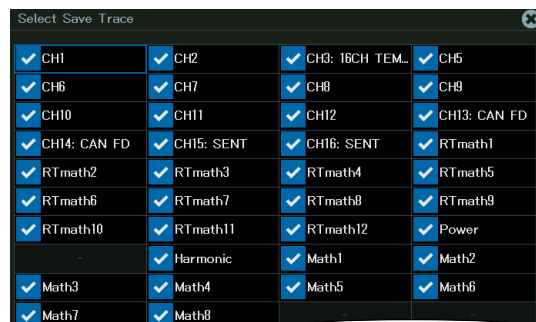 Select Save Trace
CH1 CH2 CH3: 16CH TEM... CH5
CH6 CH7 CH8 CH9
CH10 CH11 CH12 CH13: CAN FD
CH14: CAN FD CH15: SENT CH16: SENT RTmath1
RTmath2 RTmath3 RTmath4 RTmath5
RTmath6 RTmath7 RTmath8 RTmath9
RTmath10 RTmath11 RTmath12 Power
- Harmonic Math1 Math2
Math3 Math4 Math5 Math6
Math7 Math8 - -